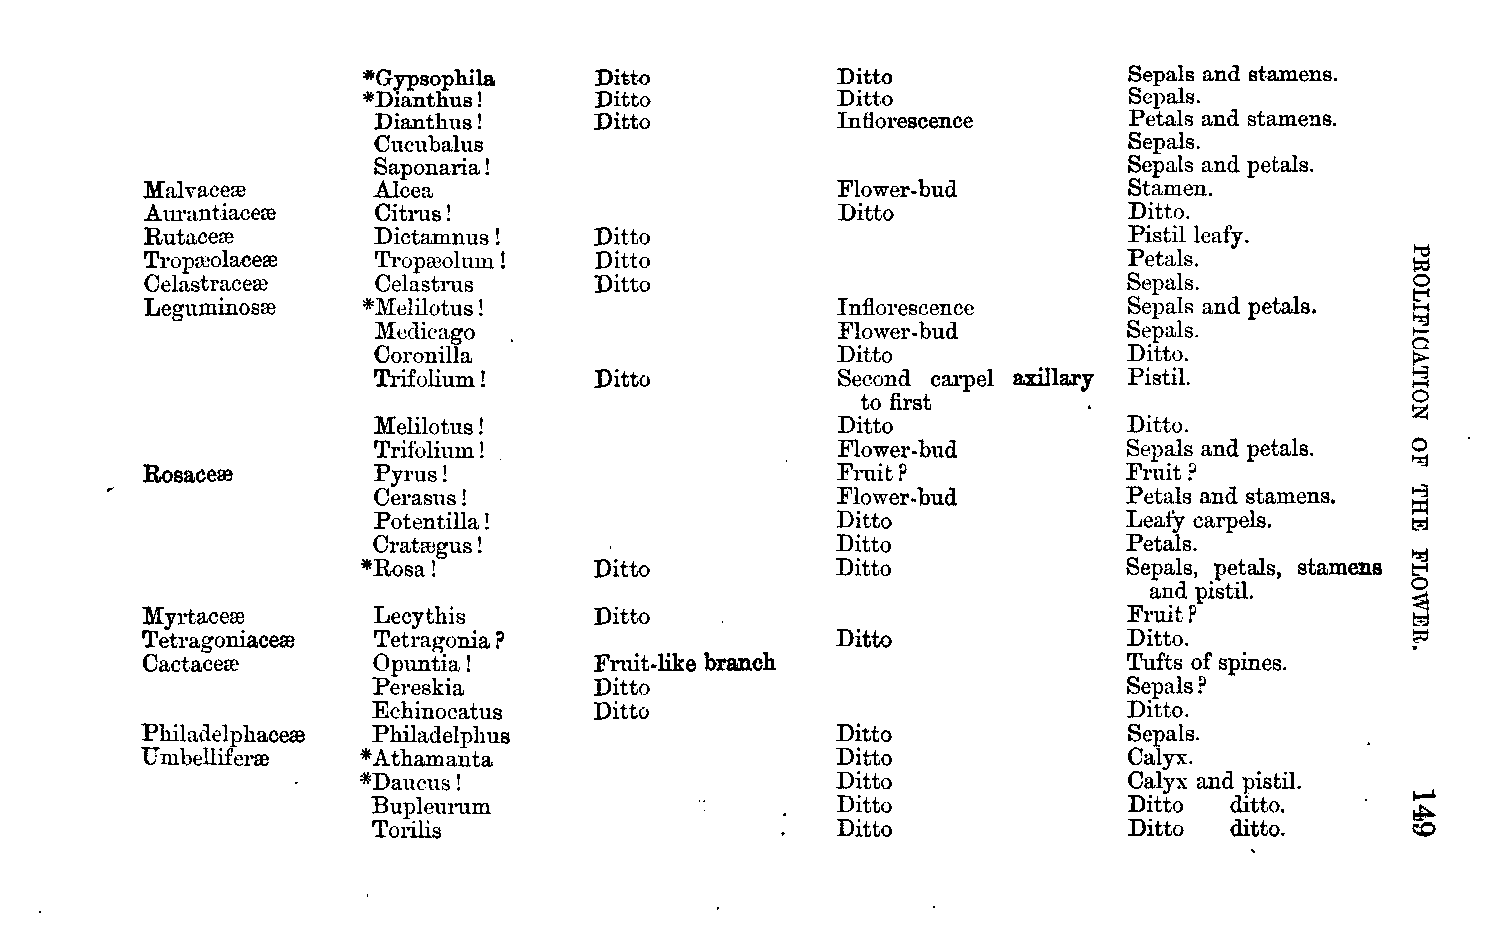 *Gypsophila Ditto Ditto Sepals and stamens.
*Dianthus! Ditto Ditto Sepals.
Dianthus! Ditto Inflorescence Petals and stamens.
Cucubalus Sepals.
Saponaria! Sepals and petals.
Malvaceæ Alcea Flower-bud Stamen.
Aurantiaceæ Citrus! Ditto Ditto.
Rutaceæ Dictamnus! Ditto Pistil leafy.
Tropæolaceæ Tropæolum! Ditto Petals.
Celastraceæ Celastrus Ditto Sepals.
Leguminosæ *Melilotus! Inflorescence Sepals and petals.
Medicago Flower-bud Sepals.
Coronilla Ditto Ditto.
Trifolium! Ditto Second carpel axillary Pistil.
to first
Melilotus! Ditto Ditto.
Trifolium! Flower-bud Sepals and petals.
Rosaceæ Pyrus! Fruit? Fruit?
Cerasus! Flower-bud Petals and stamens.
Potentilla! Ditto Leafy carpels.
Cratægus! Ditto Petals.
*Rosa! Ditto Ditto Sepals, petals, stamens
and pistil.
Myrtaceæ Lecythis Ditto Fruit?
Tetragoniaceæ Tetragonia? Ditto Ditto.
Cactaceæ Opuntia! Fruit-like branch Tufts of spines.
Pereskia Ditto Sepals?
Echinocatus Ditto Ditto.
Philadelphaceæ Philadelphus Ditto Sepals.
Umbelliferæ *Athamanta Ditto Calyx.
*Daucus! Ditto Calyx and pistil.
Bupleurum Ditto Ditto ditto.
Torilis Ditto Ditto ditto.
PROLIFICATION OF THE FLOWER.
149